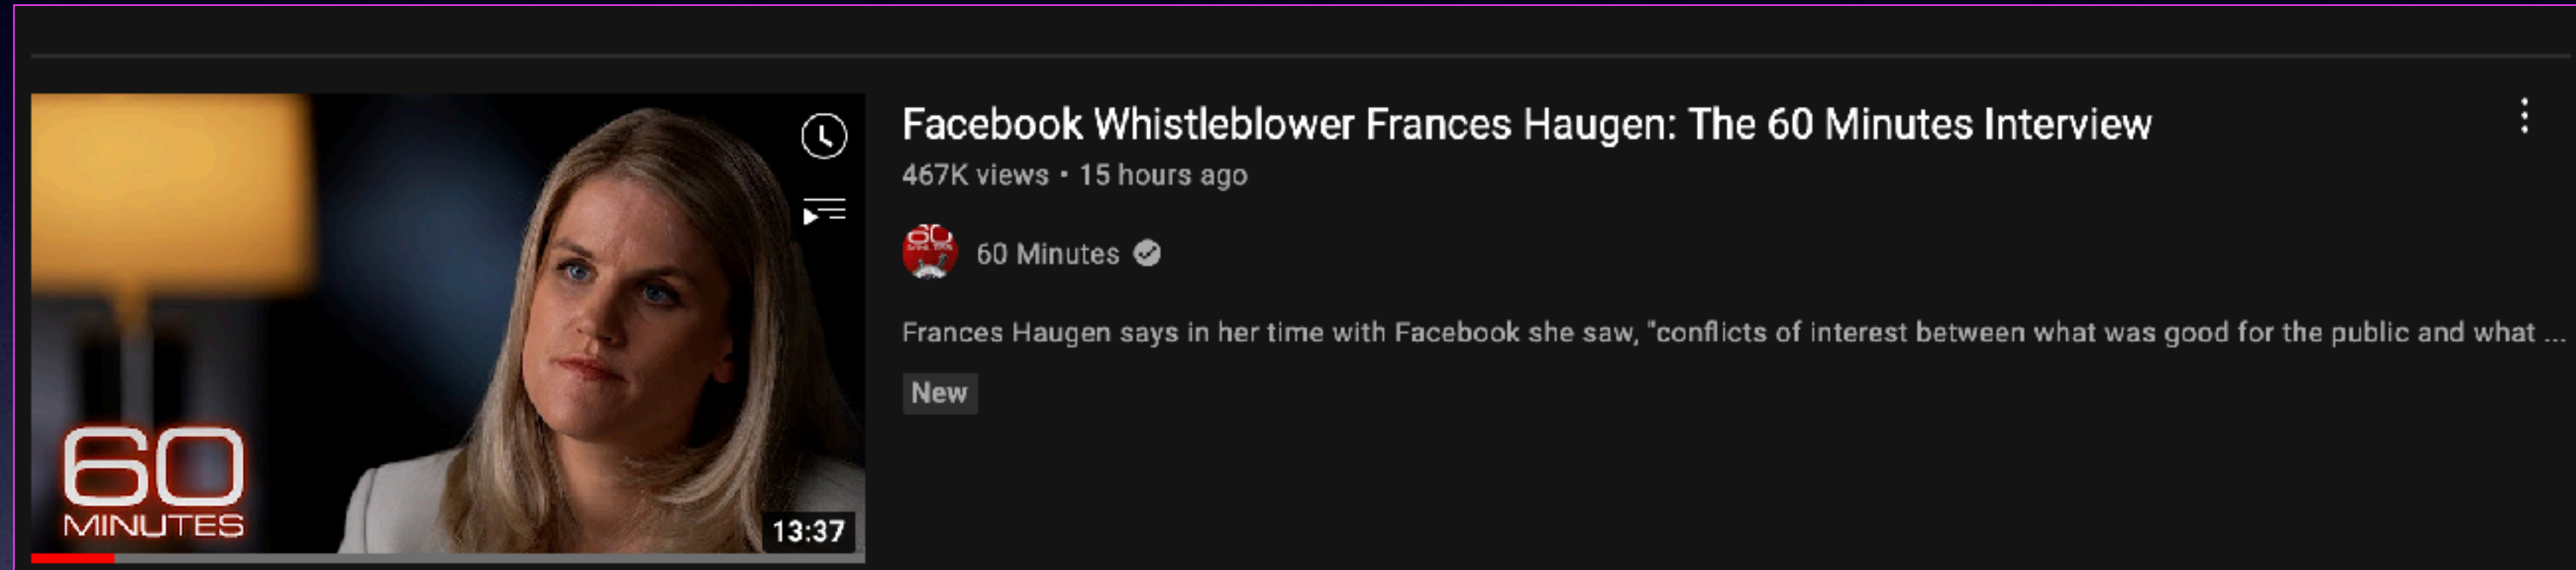 Facebook Whistleblower Frances Haugen: The 60 Minutes Interview
467K views • 15 hours ago
60 Minutes
Frances Haugen says in her time with Facebook she saw, "conflicts of interest between what was good for the public and what ...
New
60
MINUTES
13:37
60